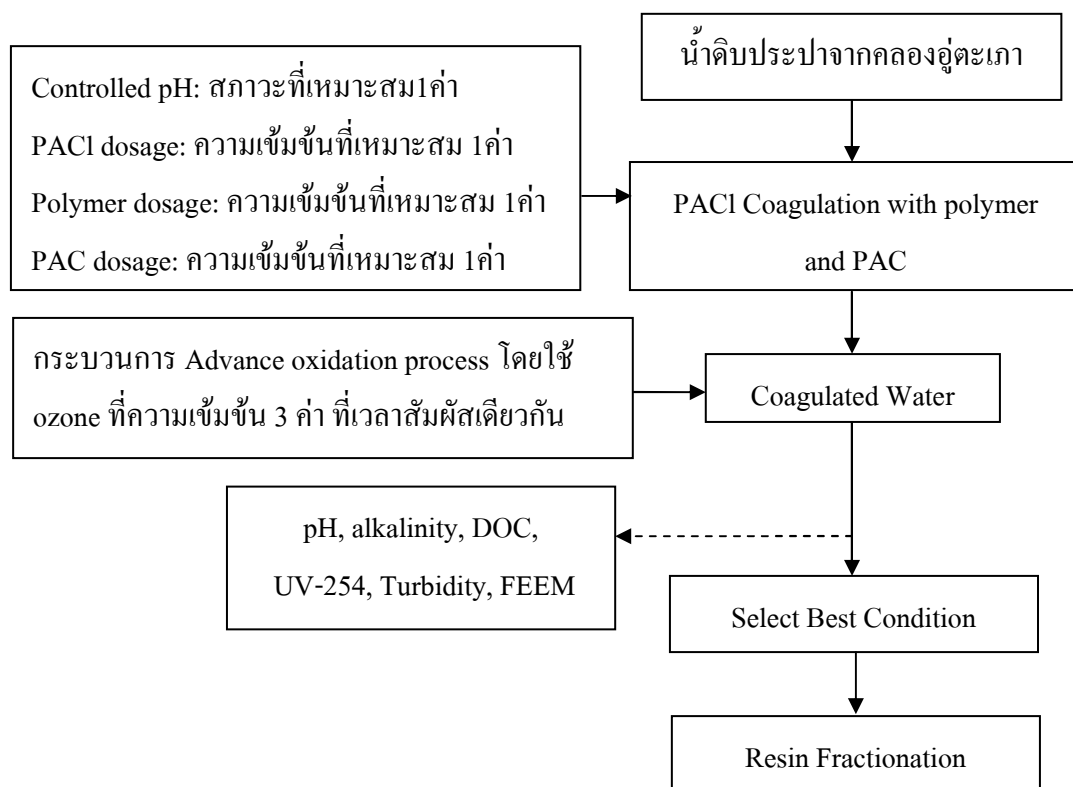 น้ำดิบประปาจากคลองอู่ตะเภา
Controlled pH: สภาวะที่เหมาะสม1ค่า
PACl dosage: ความเข้มข้นที่เหมาะสม 1ค่า
Polymer dosage: ความเข้มข้นที่เหมาะสม 1ค่า
PAC dosage: ความเข้มข้นที่เหมาะสม 1ค่า
PACl Coagulation with polymer
and PAC
กระบวนการ Advance oxidation process โดยใช้
ozone ที่ความเข้มข้น 3 ค่า ที่เวลาสัมผัสเดียวกัน
Coagulated Water
pH, alkalinity, DOC,
UV-254, Turbidity, FEEM
Select Best Condition
Resin Fractionation